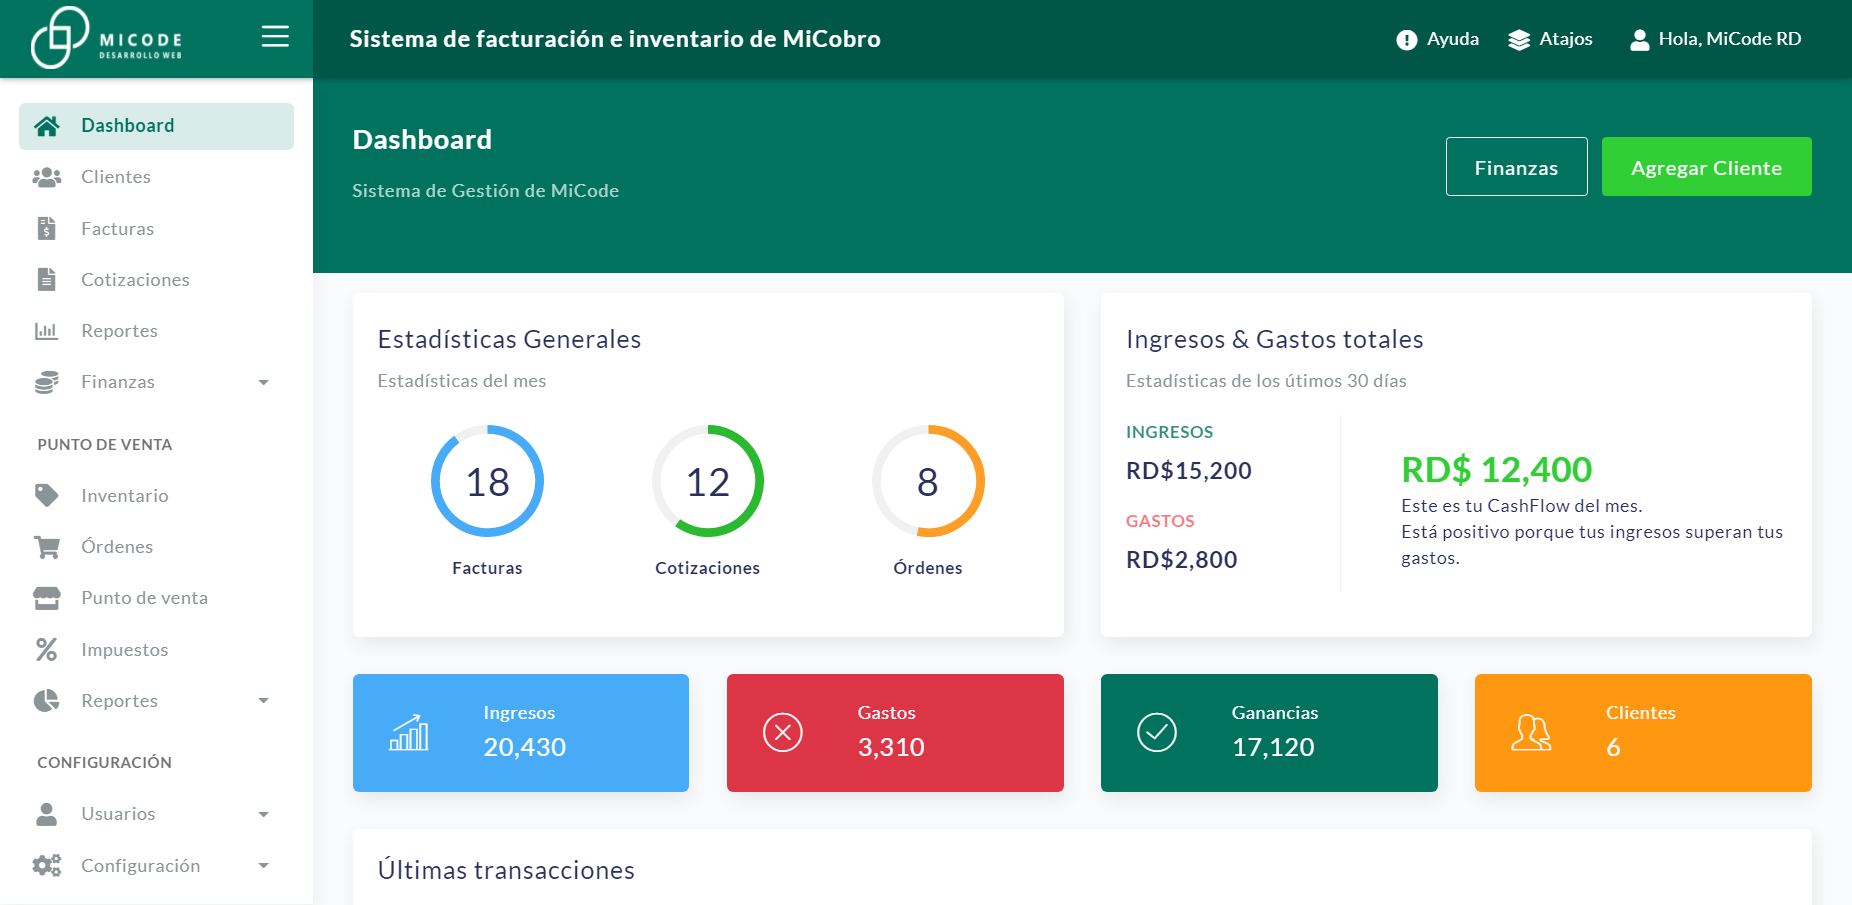 MICODE
DESARROLLO WEB
Sistema de facturación e inventario de MiCobro
Ayuda
Atajos
Hola, MiCode RD
Dashboard
Clientes
Facturas
Cotizaciones
Reportes
Finanzas
PUNTO DE VENTA
Inventario
Órdenes
Punto de venta
Impuestos
Reportes
CONFIGURACIÓN
Usuarios
Configuración
Dashboard
Sistema de Gestión de MiCode
Finanzas
Agregar Cliente
Estadísticas Generales
Estadísticas del mes
18
Facturas
12
Cotizaciones
8
Órdenes
Ingresos & Gastos totales
Estadísticas de los útimos 30 días
INGRESOS
RD$15,200
GASTOS
RD$2,800
RD$ 12,400
Este es tu CashFlow del mes.
Está positivo porque tus ingresos superan tus
gastos.
Ingresos
20,430
Gastos
3,310
Ganancias
17,120
Clientes
6
Últimas transacciones